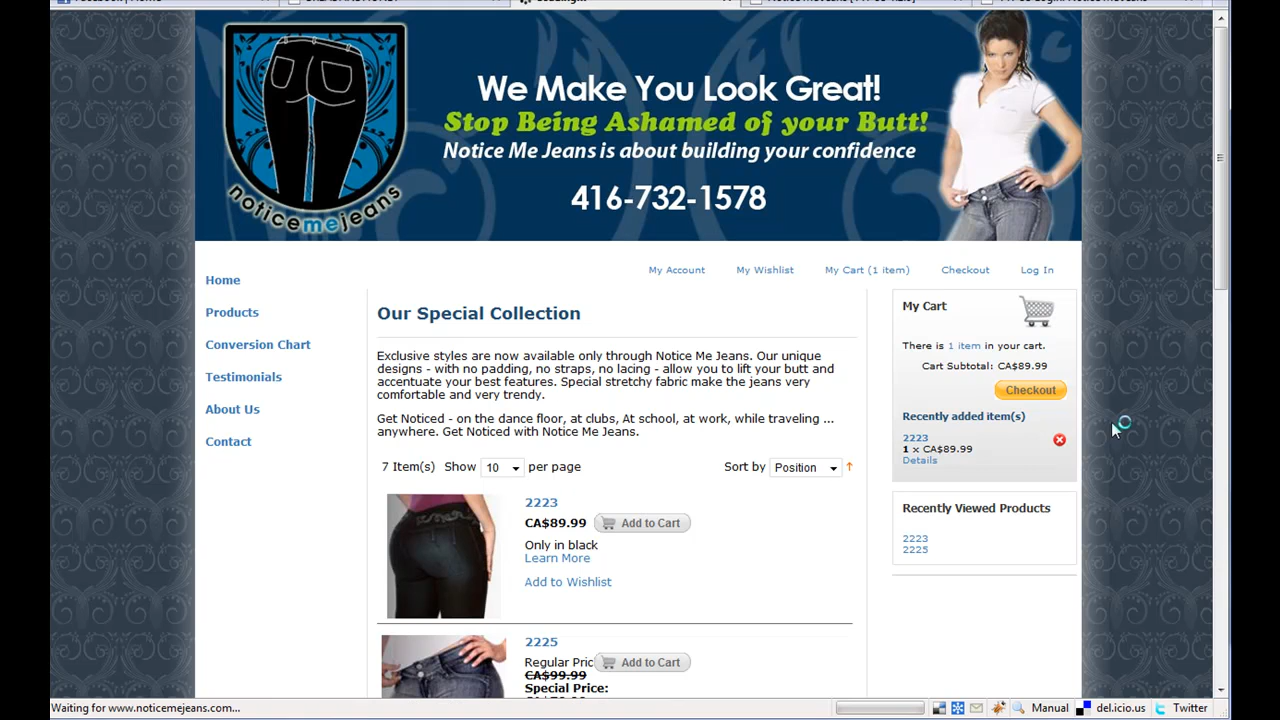 We Make You Look Great!
Stop Being Ashamed of your Butt!
Notice Me Jeans is about building your confidence
416-732-1578
noticemejeans
My Account My Wishlist My Cart (1 item) Checkout Log In
Home
Products
Conversion Chart
Testimonials
About Us
Contact
Our Special Collection
Exclusive styles are now available only through Notice Me Jeans. Our unique
designs - with no padding, no straps, no lacing - allow you to lift your butt and
accentuate your best features. Special stretchy fabric make the jeans very
comfortable and very trendy.
Get Noticed - on the dance floor, at clubs, At school, at work, while traveling ...
anywhere. Get Noticed with Notice Me Jeans.
7 Item(s) Show 10 per page Sort by Position
2223
CA$89.99 Add to Cart
Only in black
Learn More
Add to Wishlist
2225
Regular Pric Add to Cart
CA$99.99
Special Price:
My Cart
There is 1 item in your cart.
Cart Subtotal: CA$89.99
Checkout
Recently added item(s)
2223
1 x CA$89.99
Details
Recently Viewed Products
2223
2225
Waiting for www.noticemejeans.com... Manual del.icio.us Twitter